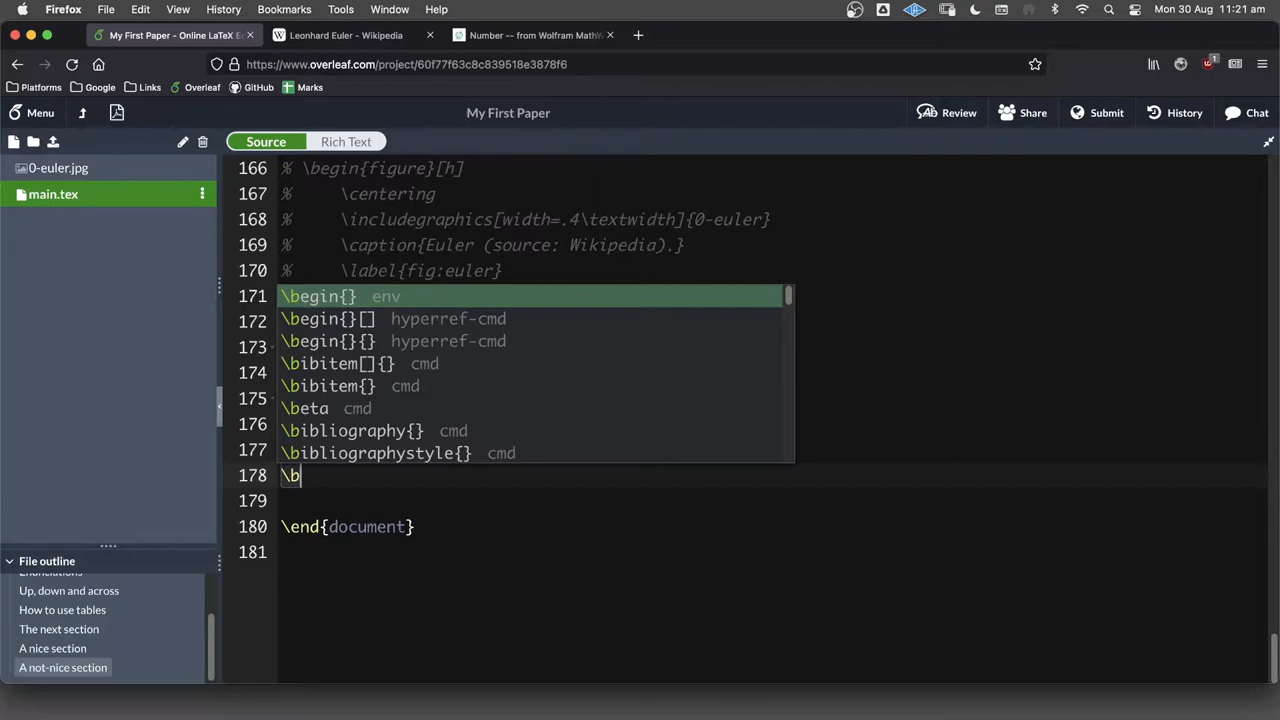 Firefox File Edit View History Bookmarks Tools Window Help Mon 30 Aug 11:21 am
My First Paper - Online LaTeX Ed Leonhard Euler - Wikipedia Number -- from Wolfram MathW
https://www.overleaf.com/project/60f77f63c8c839518e3878f6 1
Platforms Google Links Overleaf GitHub Marks
Menu My First Paper Review Share Submit History Chat
Source Rich Text
0-euler.jpg
main.tex
166 % \begin{figure}[h]
167 % \centering
168 % \includegraphics[width=.4\textwidth]{0-euler}
169 % \caption{Euler (source: Wikipedia).}
170 % \label{fig:euler}
171 \begin{} env
172 \begin{}[] hyperref-cmd
173 \begin{}{} hyperref-cmd
174 \bibitem[]{} cmd
175 \bibitem{} cmd
176 \beta cmd
177 \bibliography{} cmd
\bibliographystyle{} cmd
178 \b
179
180 \end{document}
181
File outline
Enunciations
Up, down and across
How to use tables
The next section
A nice section
A not-nice section